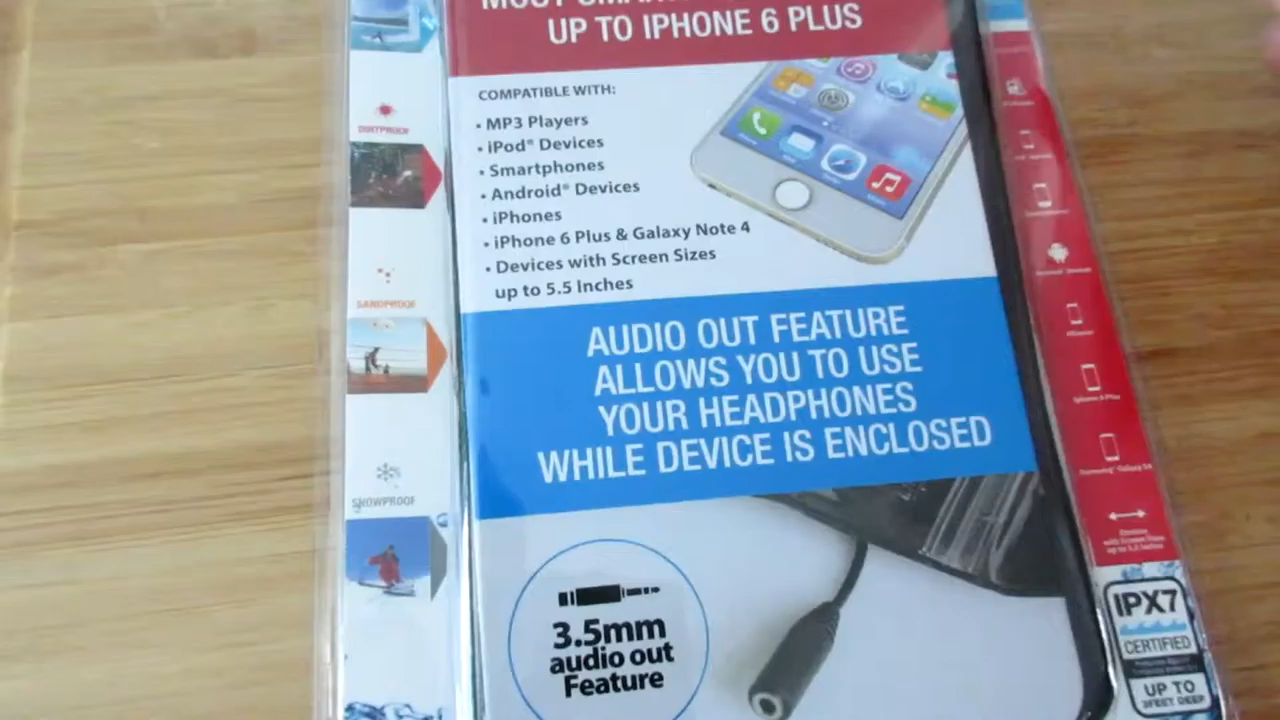 UP TO IPHONE 6 PLUS
COMPATIBLE WITH:
• MP3 Players
• iPod® Devices
• Smartphones
• Android® Devices
• iPhones
• iPhone 6 Plus & Galaxy Note 4
• Devices with Screen Sizes
up to 5.5 Inches
AUDIO OUT FEATURE
ALLOWS YOU TO USE
YOUR HEADPHONES
WHILE DEVICE IS ENCLOSED
3.5mm
audio out
Feature
DIRTPROOF
SANDPROOF
SNOWPROOF
IPX7
CERTIFIED
UP TO
3FEET DEEP